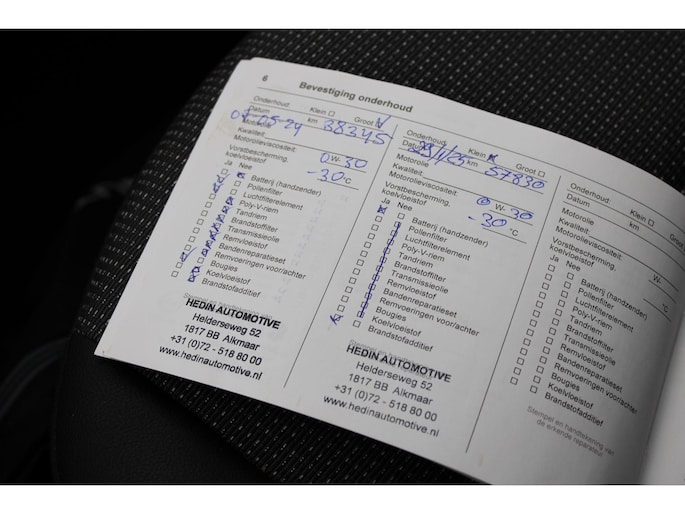 6 Bevestiging onderhoud
Onderhoud: Klein ☐ Groot ☑
Datum 01-05-24 km 38345
Motorolie
Kwaliteit:
Motorolieviscositeit: 0 W- 30
Vorstbescherming,
koelvloeistof -30 °C
Ja Nee
Batterij (handzender)
Pollenfilter
Luchtfilterelement
Poly-V-riem
Tandriem
Brandstoffilter
Transmissieolie
Remvloeistof
Bandenreparatieset
Remvoeringen voor/achter
Bougies
Koelvloeistof
Brandstofadditief
HEDIN AUTOMOTIVE
Helderseweg 52
1817 BB Alkmaar
+31 (0)72 - 518 80 00
www.hedinautomotive.nl
Onderhoud: Klein ☒ Groot ☐
Datum 29/1/25 km 57830
Motorolie
Kwaliteit:
Motorolieviscositeit: 0 W- 30
Vorstbescherming,
koelvloeistof -30 °C
Ja Nee
Batterij (handzender)
Pollenfilter
Luchtfilterelement
Poly-V-riem
Tandriem
Brandstoffilter
Transmissieolie
Remvloeistof
Bandenreparatieset
Remvoeringen voor/achter
Bougies
Koelvloeistof
Brandstofadditief
HEDIN AUTOMOTIVE
Helderseweg 52
1817 BB Alkmaar
+31 (0)72 - 518 80 00
www.hedinautomotive.nl
Onderhoud: Klein ☐ Groot ☐
Datum km
Motorolie
Kwaliteit:
Motorolieviscositeit: W-
Vorstbescherming,
koelvloeistof °C
Ja Nee
Batterij (handzender)
Pollenfilter
Luchtfilterelement
Poly-V-riem
Tandriem
Brandstoffilter
Transmissieolie
Remvloeistof
Bandenreparatieset
Remvoeringen voor/achter
Bougies
Koelvloeistof
Brandstofadditief
Stempel en handtekening van
de erkende reparateur.